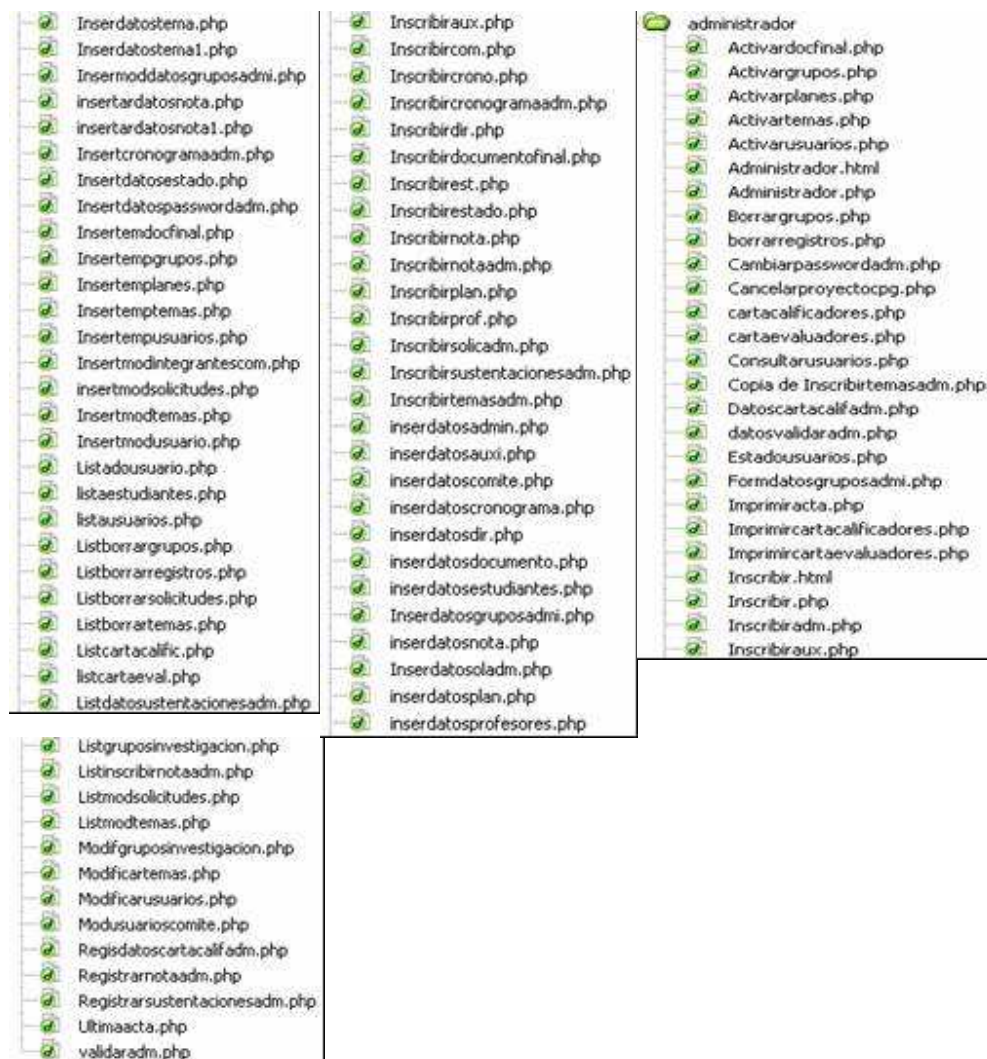 Inserdatostema.php
Inserdatostema1.php
Insermoddatosgruposadmi.php
insertardatosnota.php
insertardatosnota1.php
Insertcronogramaadm.php
Insertdatosestado.php
Insertdatospasswordadm.php
Insertemdocfinal.php
Insertempgrupos.php
Insertemplanes.php
Insertemptemas.php
Insertempusuarios.php
Insertmodintegrantescom.php
insertmodsolicitudes.php
Insertmodtemas.php
Insertmodusuario.php
Listadousuario.php
listaestudiantes.php
listausuarios.php
Listborrargrupos.php
Listborrarregistros.php
Listborrarsolicitudes.php
Listborrartemas.php
Listcartacalific.php
listcartaeval.php
Listdatosustentacionesadm.php
Inscribiraux.php
Inscribircom.php
Inscribircrono.php
Inscribircronogramaadm.php
Inscribirdir.php
Inscribirdocumentofinal.php
Inscribirest.php
Inscribirestado.php
Inscribirnota.php
Inscribirnotaadm.php
Inscribirplan.php
Inscribirprof.php
Inscribirsolicadm.php
Inscribirsustentacionesadm.php
Inscribirtemasadm.php
inserdatosadmin.php
inserdatosauxi.php
inserdatoscomite.php
inserdatoscronograma.php
inserdatosdir.php
inserdatosdocumento.php
inserdatosestudiantes.php
Inserdatosgruposadmi.php
inserdatosnota.php
Inserdatosoladm.php
inserdatosplan.php
inserdatosprofesores.php
administrador
Activardocfinal.php
Activargrupos.php
Activarplanes.php
Activartemas.php
Activarusuarios.php
Administrador.html
Administrador.php
Borrargrupos.php
borrarregistros.php
Cambiarpasswordadm.php
Cancelarproyectocpg.php
cartacalificadores.php
cartaevaluadores.php
Consultarusuarios.php
Copia de Inscribirtemasadm.php
Datoscartacalifadm.php
datosvalidaradm.php
Estadousuarios.php
Formdatosgruposadmi.php
Imprimiracta.php
Imprimircartacalificadores.php
Imprimircartaevaluadores.php
Inscribir.html
Inscribir.php
Inscribiradm.php
Inscribiraux.php
Listgruposinvestigacion.php
Listinscribirnotaadm.php
Listmodsolicitudes.php
Listmodtemas.php
Modifgruposinvestigacion.php
Modificartemas.php
Modificarusuarios.php
Modusuarioscomite.php
Regisdatoscartacalifadm.php
Registrarnotaadm.php
Registrarsustentacionesadm.php
Ultimaacta.php
validaradm.php